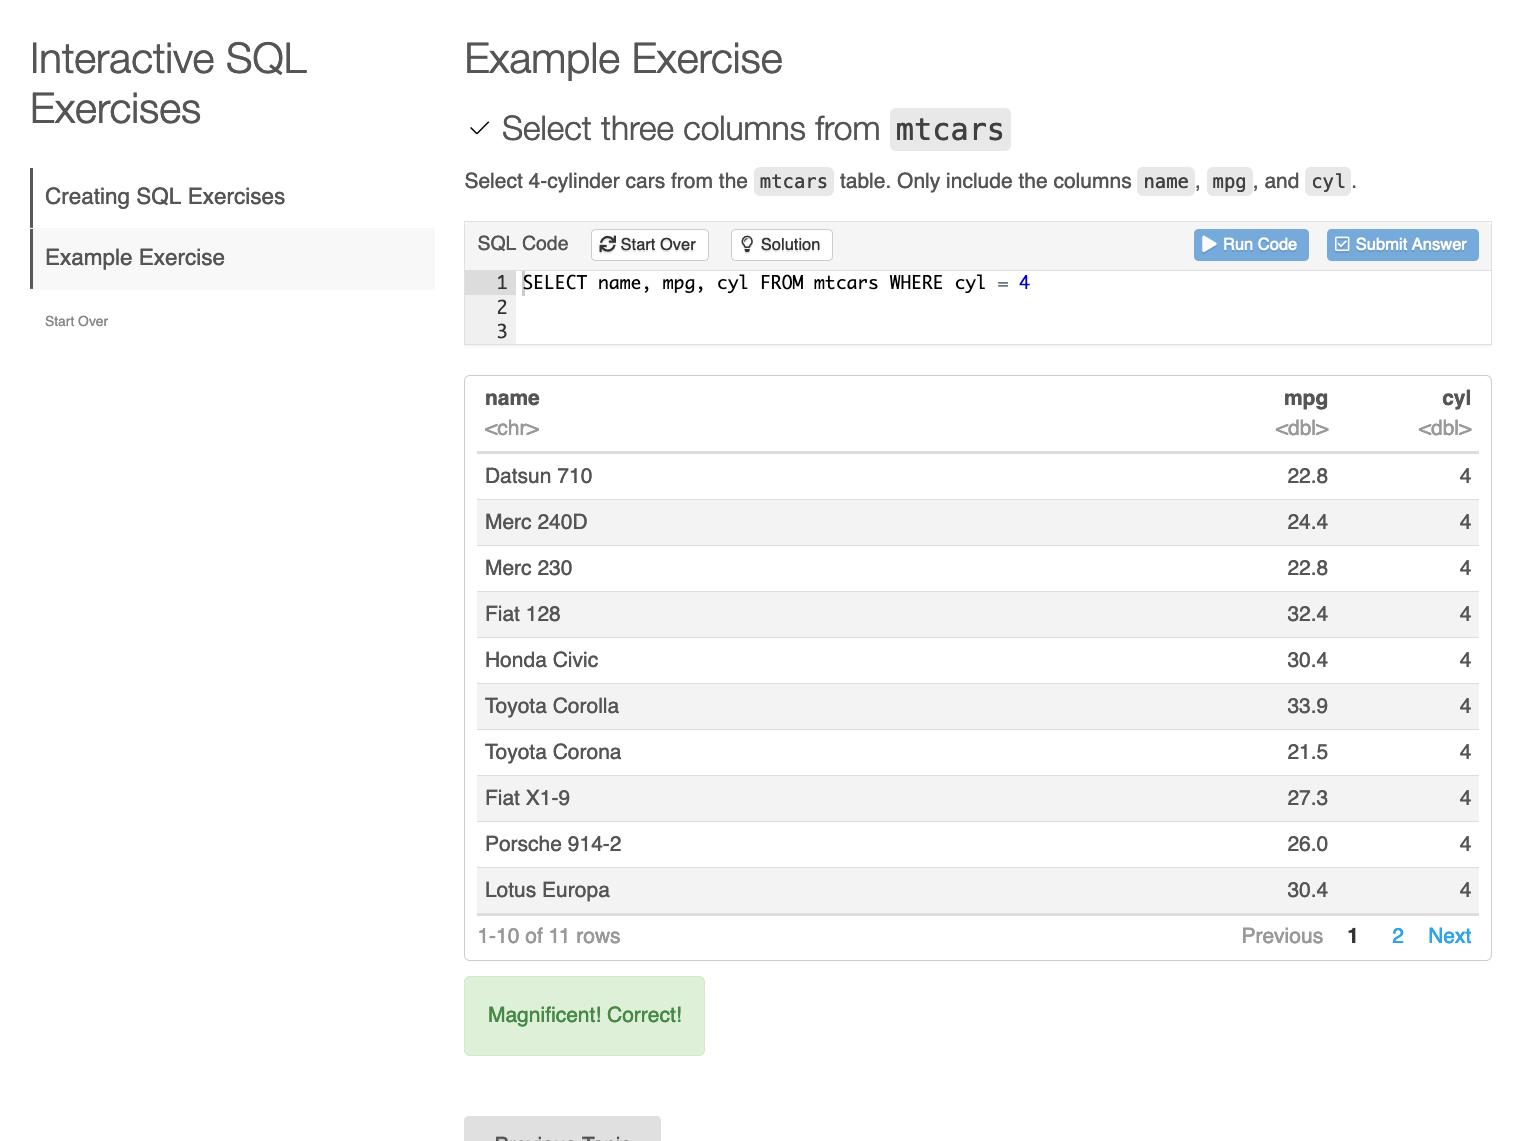 Interactive SQL
Exercises
Creating SQL Exercises
Example Exercise
Start Over
Example Exercise
Select three columns from mtcars
Select 4-cylinder cars from the mtcars table. Only include the columns name, mpg, and cyl.
SQL Code Start Over Solution Run Code Submit Answer
1 SELECT name, mpg, cyl FROM mtcars WHERE cyl = 4
2
3
name mpg cyl
<chr> <dbl> <dbl>
Datsun 710 22.8 4
Merc 240D 24.4 4
Merc 230 22.8 4
Fiat 128 32.4 4
Honda Civic 30.4 4
Toyota Corolla 33.9 4
Toyota Corona 21.5 4
Fiat X1-9 27.3 4
Porsche 914-2 26.0 4
Lotus Europa 30.4 4
1-10 of 11 rows Previous 1 2 Next
Magnificent! Correct!
Previous Topic